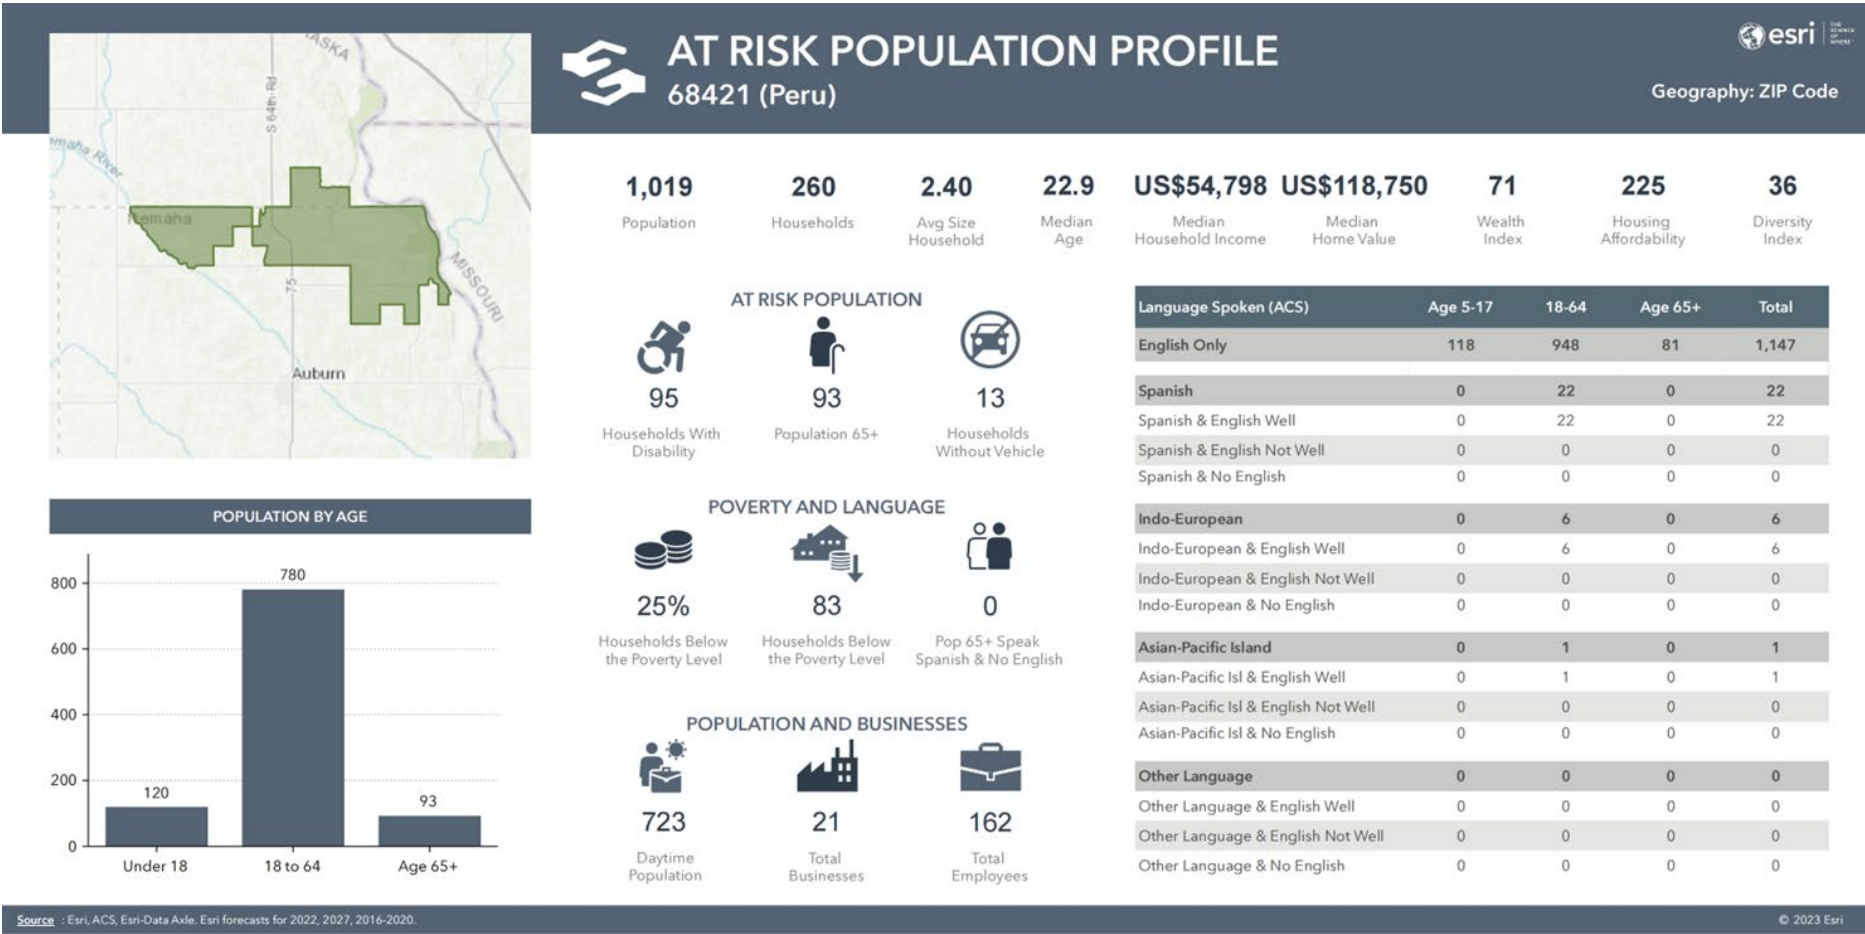 AT RISK POPULATION PROFILE
68421 (Peru)
esri
THE
SCIENCE
OF
WHERE
Geography: ZIP Code
ASKA
S 64th Rd
emaha River
Nemaha
75
MISSOURI
Auburn
1,019
Population
260
Households
2.40
Avg Size
Household
22.9
Median
Age
US$54,798
Median
Household Income
US$118,750
Median
Home Value
71
Wealth
Index
225
Housing
Affordability
36
Diversity
Index
POPULATION BY AGE
800
600
400
200
0
120
780
93
Under 18
18 to 64
Age 65+
AT RISK POPULATION
95
Households With
Disability
93
Population 65+
13
Households
Without Vehicle
POVERTY AND LANGUAGE
25%
Households Below
the Poverty Level
83
Households Below
the Poverty Level
0
Pop 65+ Speak
Spanish & No English
POPULATION AND BUSINESSES
723
Daytime
Population
21
Total
Businesses
162
Total
Employees
Language Spoken (ACS) Age 5-17 18-64 Age 65+ Total
English Only 118 948 81 1,147
Spanish 0 22 0 22
Spanish & English Well 0 22 0 22
Spanish & English Not Well 0 0 0 0
Spanish & No English 0 0 0 0
Indo-European 0 6 0 6
Indo-European & English Well 0 6 0 6
Indo-European & English Not Well 0 0 0 0
Indo-European & No English 0 0 0 0
Asian-Pacific Island 0 1 0 1
Asian-Pacific Isl & English Well 0 1 0 1
Asian-Pacific Isl & English Not Well 0 0 0 0
Asian-Pacific Isl & No English 0 0 0 0
Other Language 0 0 0 0
Other Language & English Well 0 0 0 0
Other Language & English Not Well 0 0 0 0
Other Language & No English 0 0 0 0
Source : Esri, ACS, Esri-Data Axle. Esri forecasts for 2022, 2027, 2016-2020.
© 2023 Esri